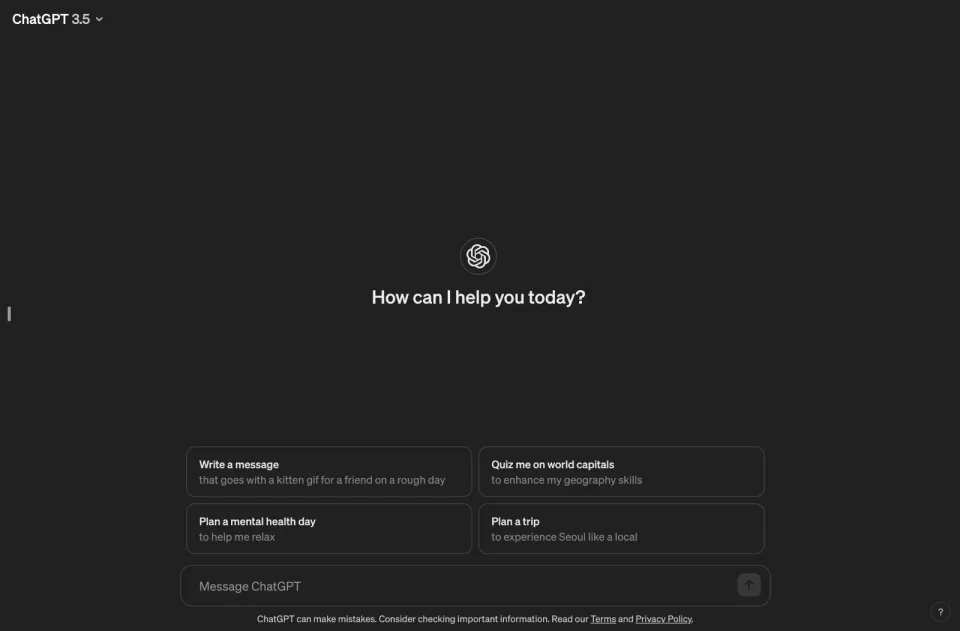 ChatGPT 3.5
How can I help you today?
Write a message
that goes with a kitten gif for a friend on a rough day
Quiz me on world capitals
to enhance my geography skills
Plan a mental health day
to help me relax
Plan a trip
to experience Seoul like a local
Message ChatGPT
ChatGPT can make mistakes. Consider checking important information. Read our Terms and Privacy Policy.
?